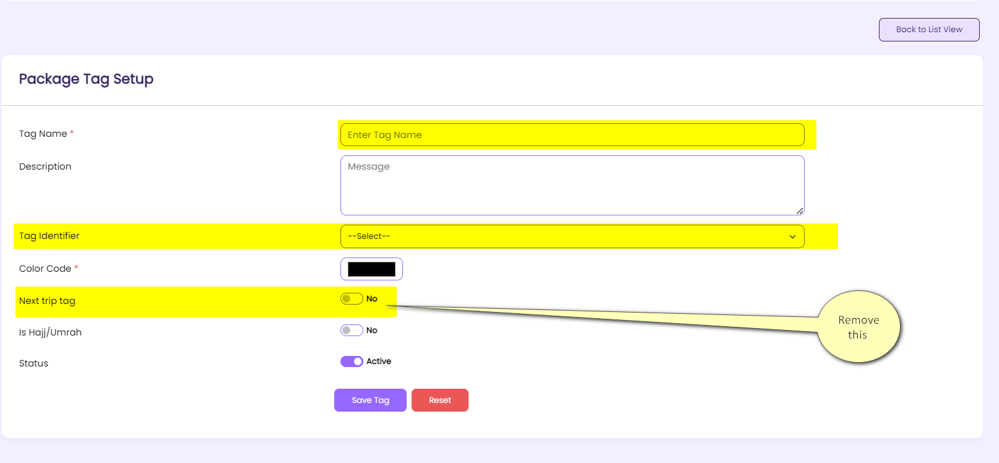 Back to List View
Package Tag Setup
Tag Name *
Enter Tag Name
Description
Message
Tag Identifier
--Select--
Color Code *
Next trip tag
No
Remove
this
Is Hajj/Umrah
No
Status
Active
Save Tag
Reset